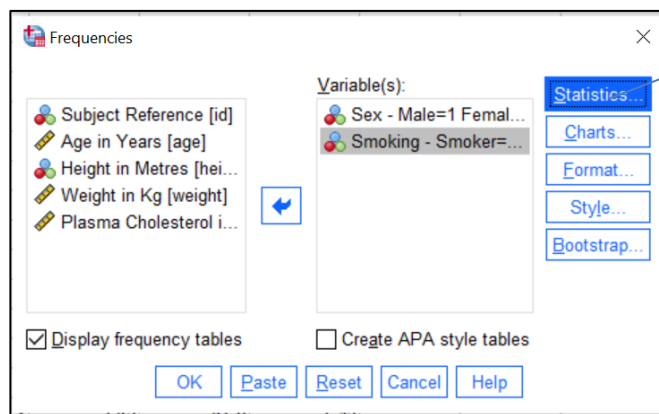 Frequencies
Variable(s):
Subject Reference [id]
Age in Years [age]
Height in Metres [hei...
Weight in Kg [weight]
Plasma Cholesterol i...
Sex - Male=1 Femal...
Smoking - Smoker=...
Statistics...
Charts...
Format...
Style...
Bootstrap...
Display frequency tables
Create APA style tables
OK
Paste
Reset
Cancel
Help